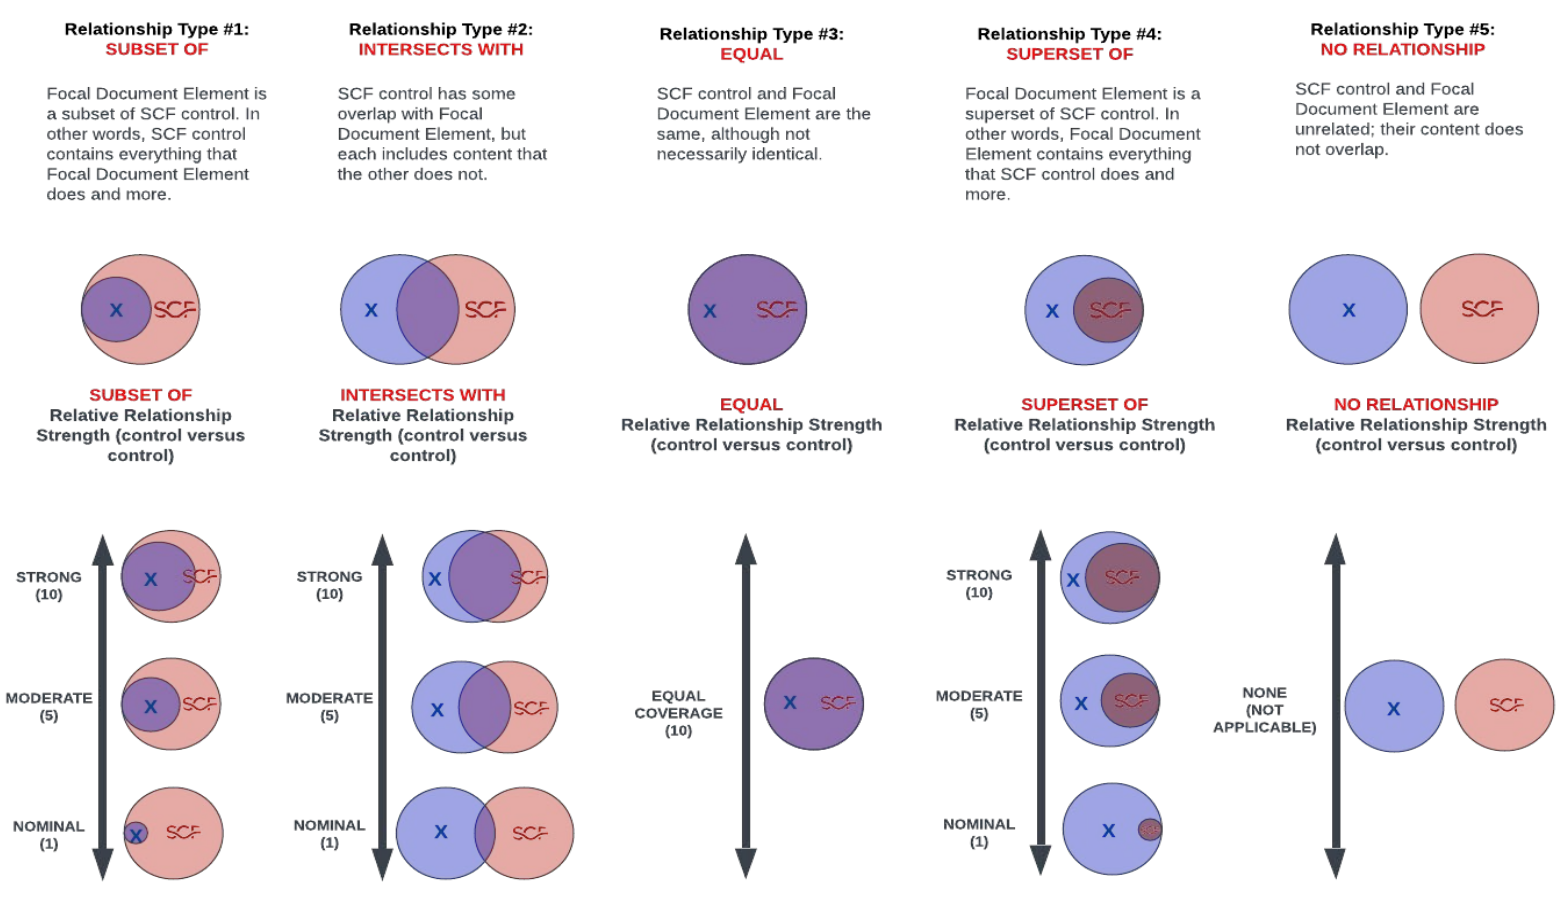 Relationship Type #1:
SUBSET OF
Focal Document Element is
a subset of SCF control. In
other words, SCF control
contains everything that
Focal Document Element
does and more.
X
SCF
SUBSET OF
Relative Relationship
Strength (control versus
control)
STRONG
(10)
X
SCF
MODERATE
(5)
X
SCF
NOMINAL
(1)
X
SCF
Relationship Type #2:
INTERSECTS WITH
SCF control has some
overlap with Focal
Document Element, but
each includes content that
the other does not.
X
SCF
INTERSECTS WITH
Relative Relationship
Strength (control versus
control)
STRONG
(10)
X
SCF
MODERATE
(5)
X
SCF
NOMINAL
(1)
X
SCF
Relationship Type #3:
EQUAL
SCF control and Focal
Document Element are the
same, although not
necessarily identical.
X
SCF
EQUAL
Relative Relationship Strength
(control versus control)
EQUAL
COVERAGE
(10)
X
SCF
Relationship Type #4:
SUPERSET OF
Focal Document Element is a
superset of SCF control. In
other words, Focal Document
Element contains everything
that SCF control does and
more.
X
SCF
SUPERSET OF
Relative Relationship Strength
(control versus control)
STRONG
(10)
X
SCF
MODERATE
(5)
X
SCF
NOMINAL
(1)
X
SCF
Relationship Type #5:
NO RELATIONSHIP
SCF control and Focal
Document Element are
unrelated; their content does
not overlap.
X
SCF
NO RELATIONSHIP
Relative Relationship Strength
(control versus control)
NONE
(NOT
APPLICABLE)
X
SCF